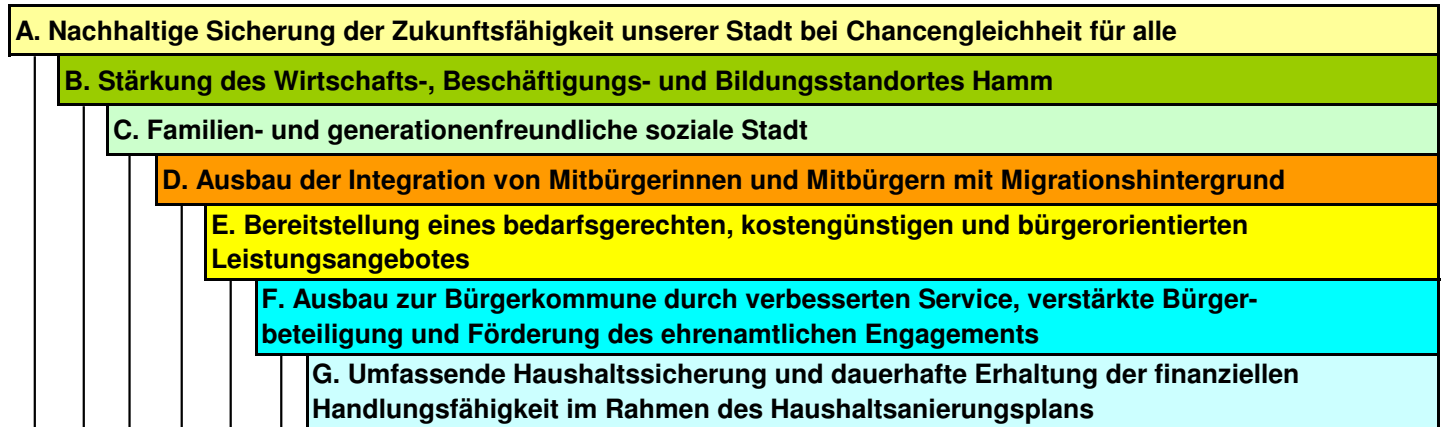 A. Nachhaltige Sicherung der Zukunftsfähigkeit unserer Stadt bei Chancengleichheit für alle
B. Stärkung des Wirtschafts-, Beschäftigungs- und Bildungsstandortes Hamm
C. Familien- und generationenfreundliche soziale Stadt
D. Ausbau der Integration von Mitbürgerinnen und Mitbürgern mit Migrationshintergrund
E. Bereitstellung eines bedarfsgerechten, kostengünstigen und bürgerorientierten
Leistungsangebotes
F. Ausbau zur Bürgerkommune durch verbesserten Service, verstärkte Bürger-
beteiligung und Förderung des ehrenamtlichen Engagements
G. Umfassende Haushaltssicherung und dauerhafte Erhaltung der finanziellen
Handlungsfähigkeit im Rahmen des Haushaltsanierungsplans